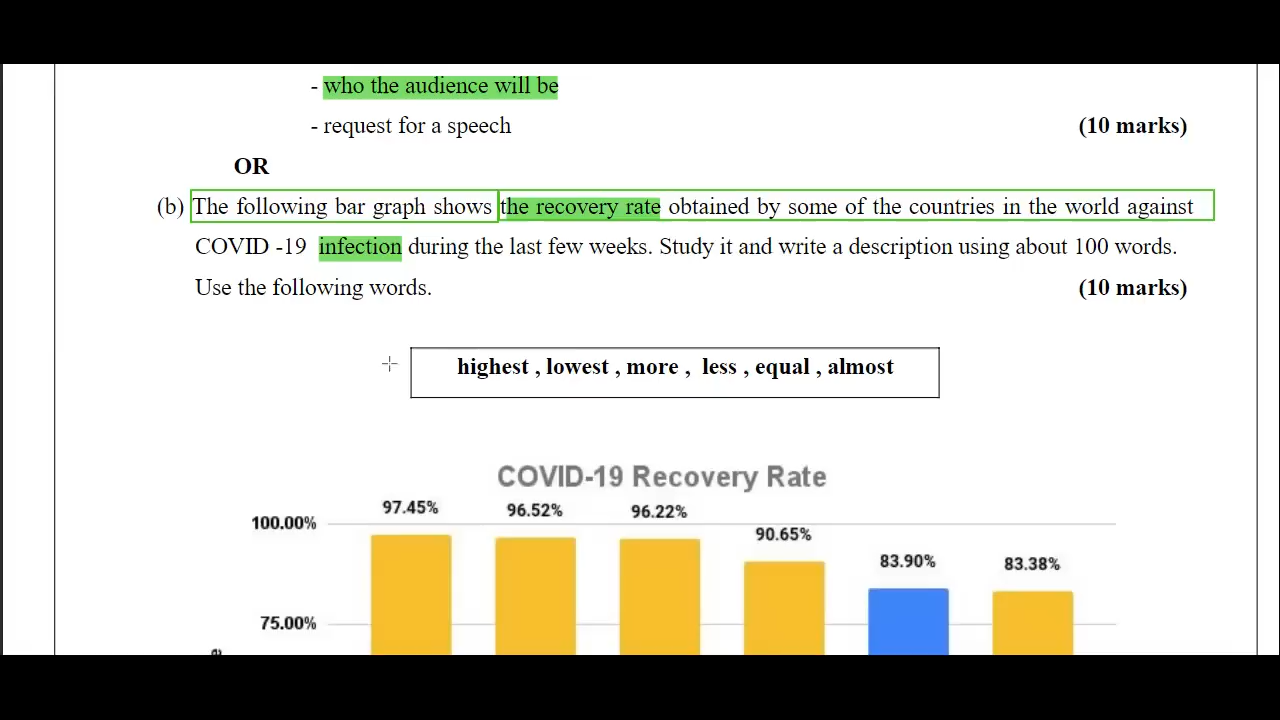 - who the audience will be
- request for a speech (10 marks)
OR
(b) The following bar graph shows the recovery rate obtained by some of the countries in the world against
COVID -19 infection during the last few weeks. Study it and write a description using about 100 words.
Use the following words. (10 marks)
highest , lowest , more , less , equal , almost
COVID-19 Recovery Rate
97.45% 96.52% 96.22% 90.65% 83.90% 83.38%
100.00%
75.00%